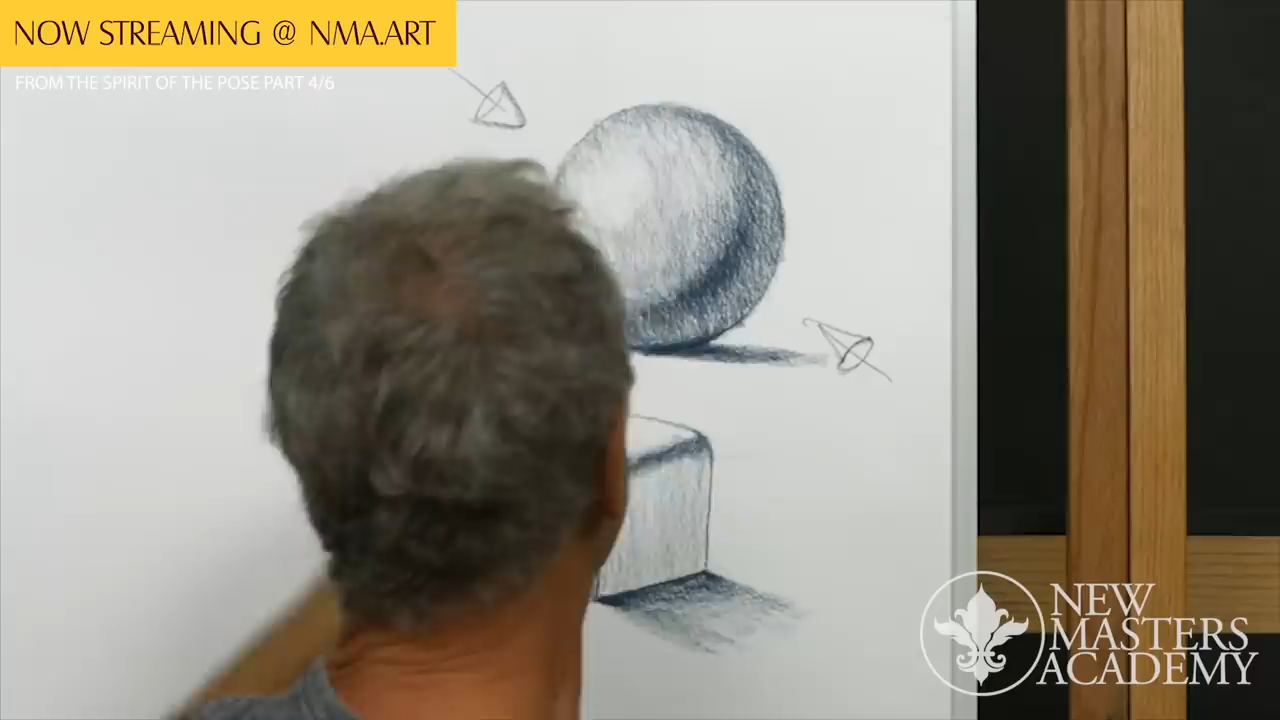 NOW STREAMING @ NMA.ART
FROM THE SPIRIT OF THE POSE PART 4/6
NEW
MASTERS
ACADEMY